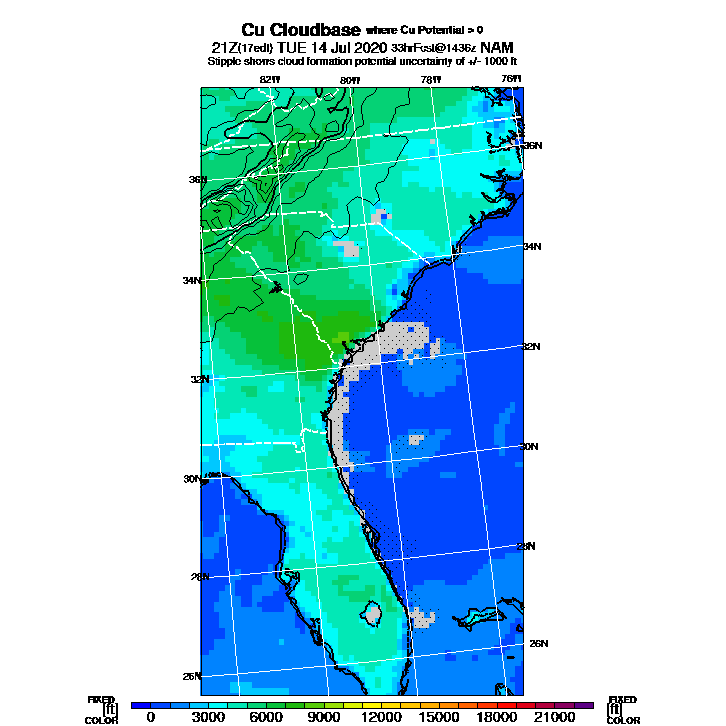 Cu Cloudbase where Cu Potential > 0
21Z(17edt) TUE 14 Jul 2020 33hrFcst@1436z NAM
Stipple shows cloud formation potential uncertainty of +/- 1000 ft
82W 80W 78W 76W
36N
36N
34N
34N
32N
32N
30N
30N
28N
28N
26N
26N
FIXED FIXED
[ft] [ft]
COLOR 0 3000 6000 9000 12000 15000 18000 21000 COLOR